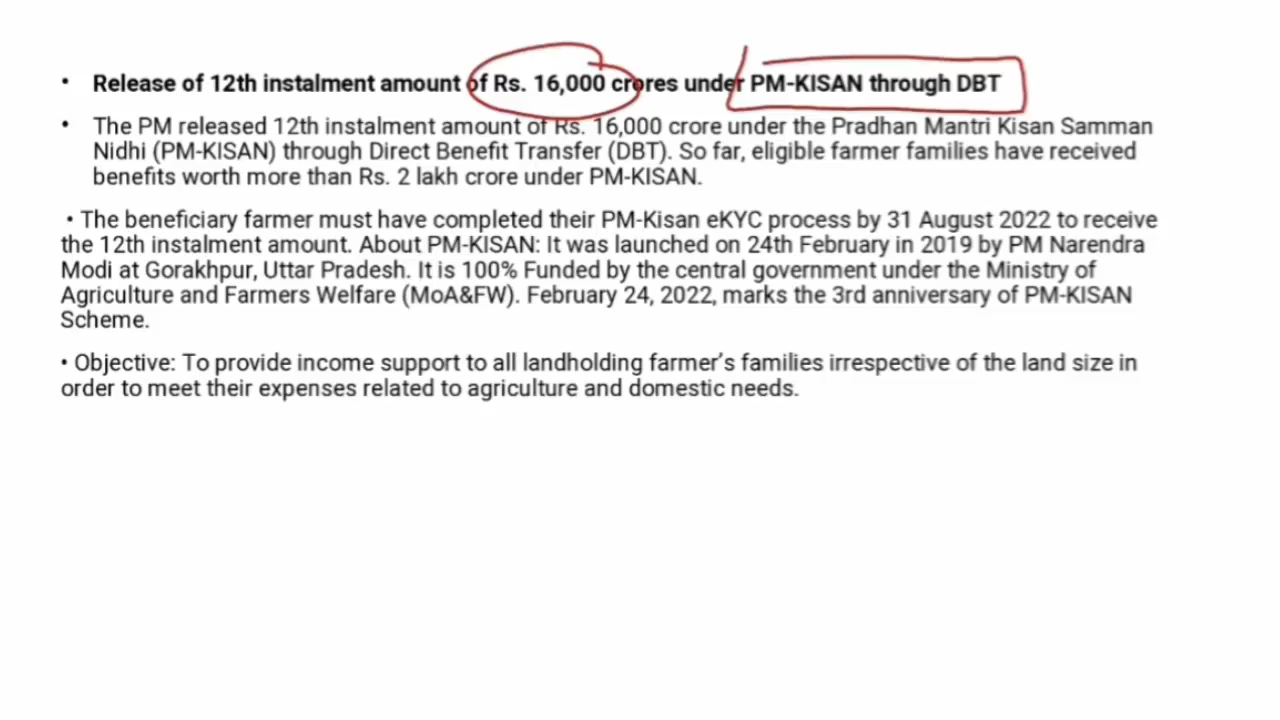 • Release of 12th instalment amount of Rs. 16,000 crores under PM-KISAN through DBT
• The PM released 12th instalment amount of Rs. 16,000 crore under the Pradhan Mantri Kisan Samman
Nidhi (PM-KISAN) through Direct Benefit Transfer (DBT). So far, eligible farmer families have received
benefits worth more than Rs. 2 lakh crore under PM-KISAN.
• The beneficiary farmer must have completed their PM-Kisan eKYC process by 31 August 2022 to receive
the 12th instalment amount. About PM-KISAN: It was launched on 24th February in 2019 by PM Narendra
Modi at Gorakhpur, Uttar Pradesh. It is 100% Funded by the central government under the Ministry of
Agriculture and Farmers Welfare (MoA&FW). February 24, 2022, marks the 3rd anniversary of PM-KISAN
Scheme.
• Objective: To provide income support to all landholding farmer's families irrespective of the land size in
order to meet their expenses related to agriculture and domestic needs.